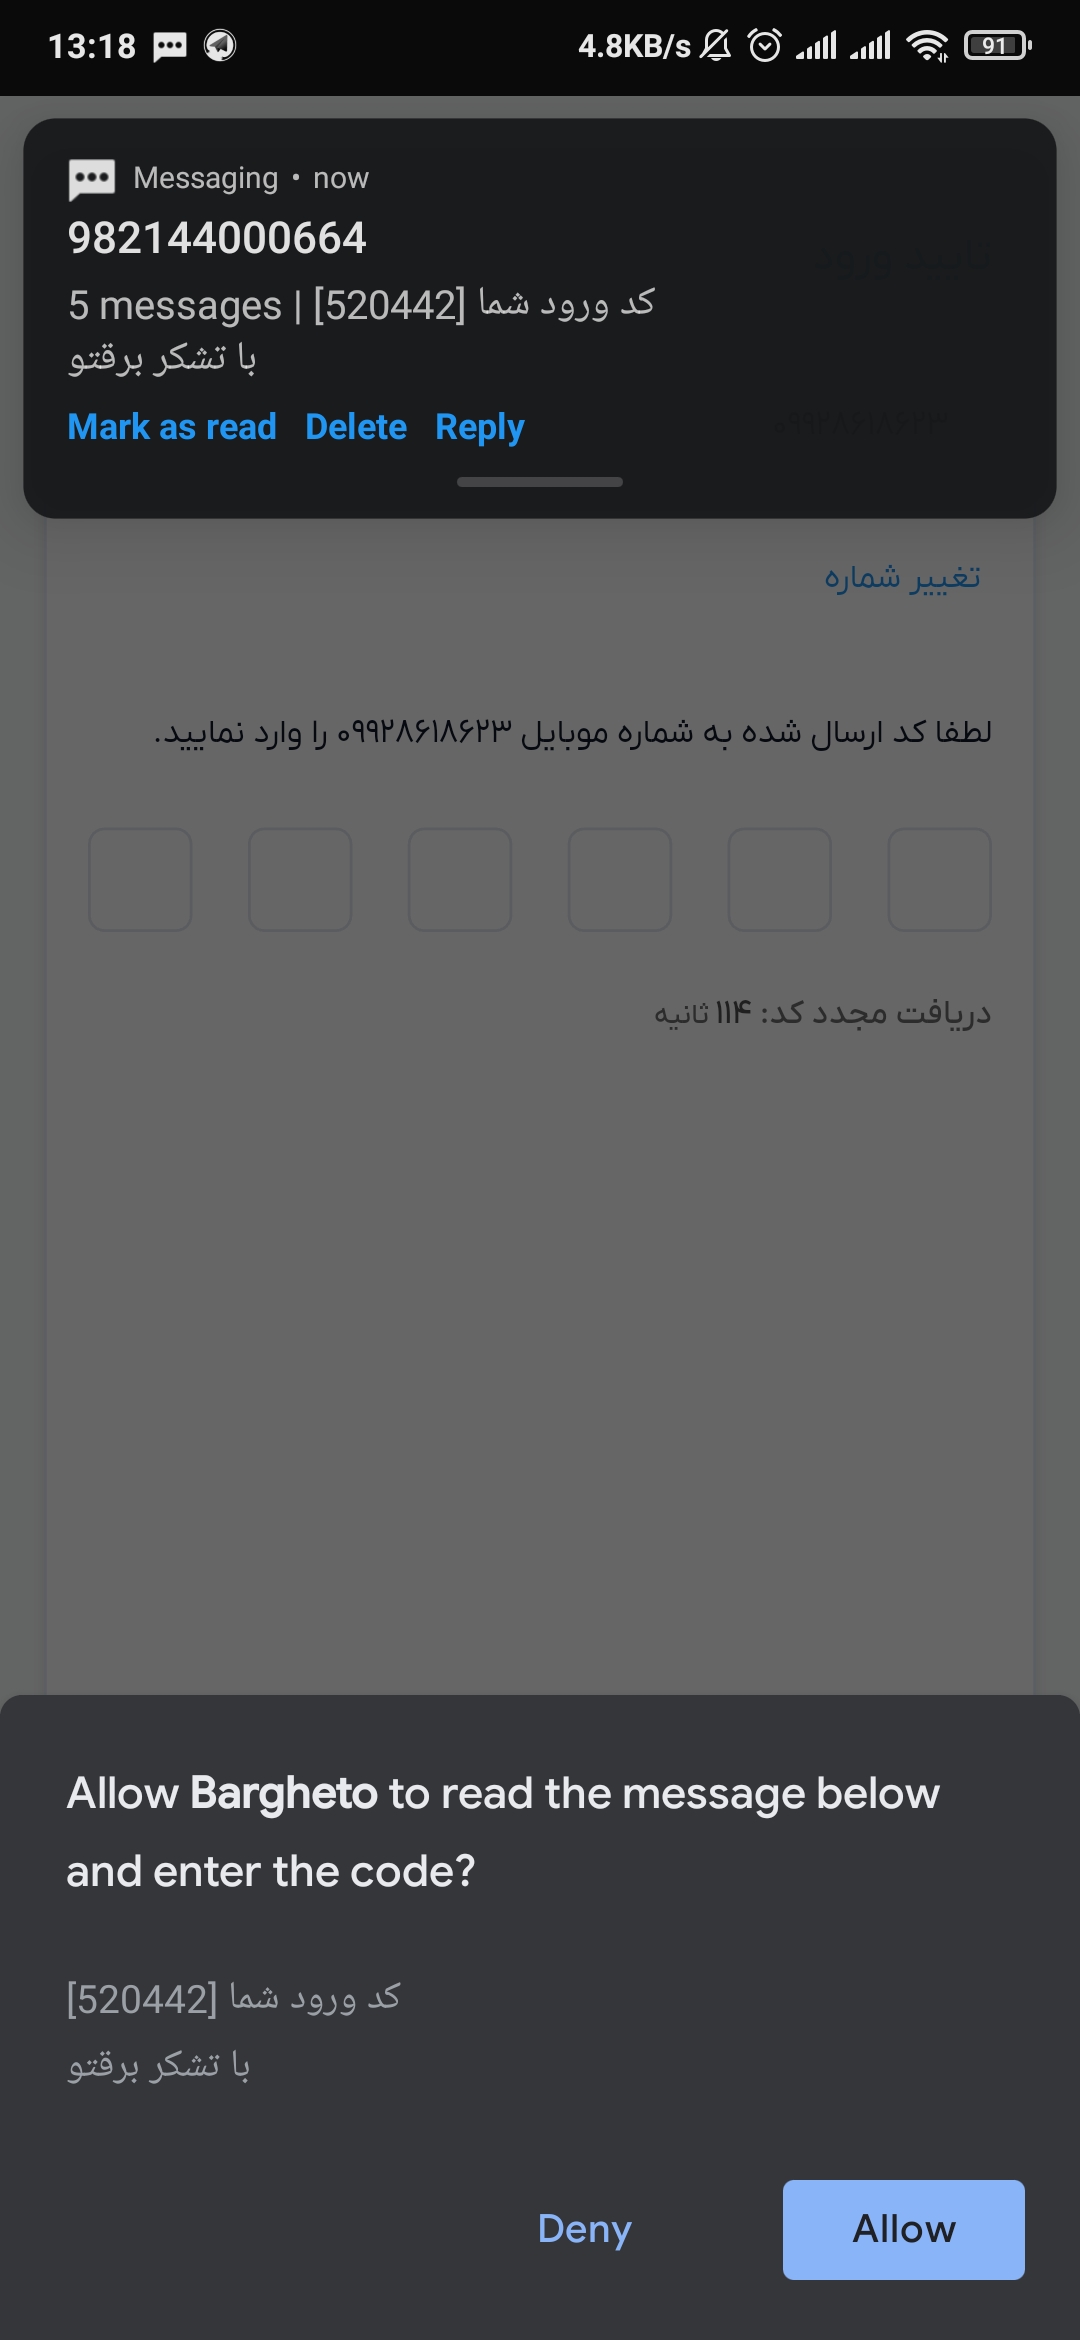 13:18
4.8KB/s
91
Messaging • now
982144000664
5 messages | [520442] کد ورود شما
با تشکر برقتو
Mark as read Delete Reply
تایید ورود
۰۹۹۲۸۶۱۸۶۲۳
تغییر شماره
لطفا کد ارسال شده به شماره موبایل ۰۹۹۲۸۶۱۸۶۲۳ را وارد نمایید.
دریافت مجدد کد: ۱۱۴ ثانیه
Allow Bargheto to read the message below
and enter the code?
[520442] کد ورود شما
با تشکر برقتو
Deny Allow